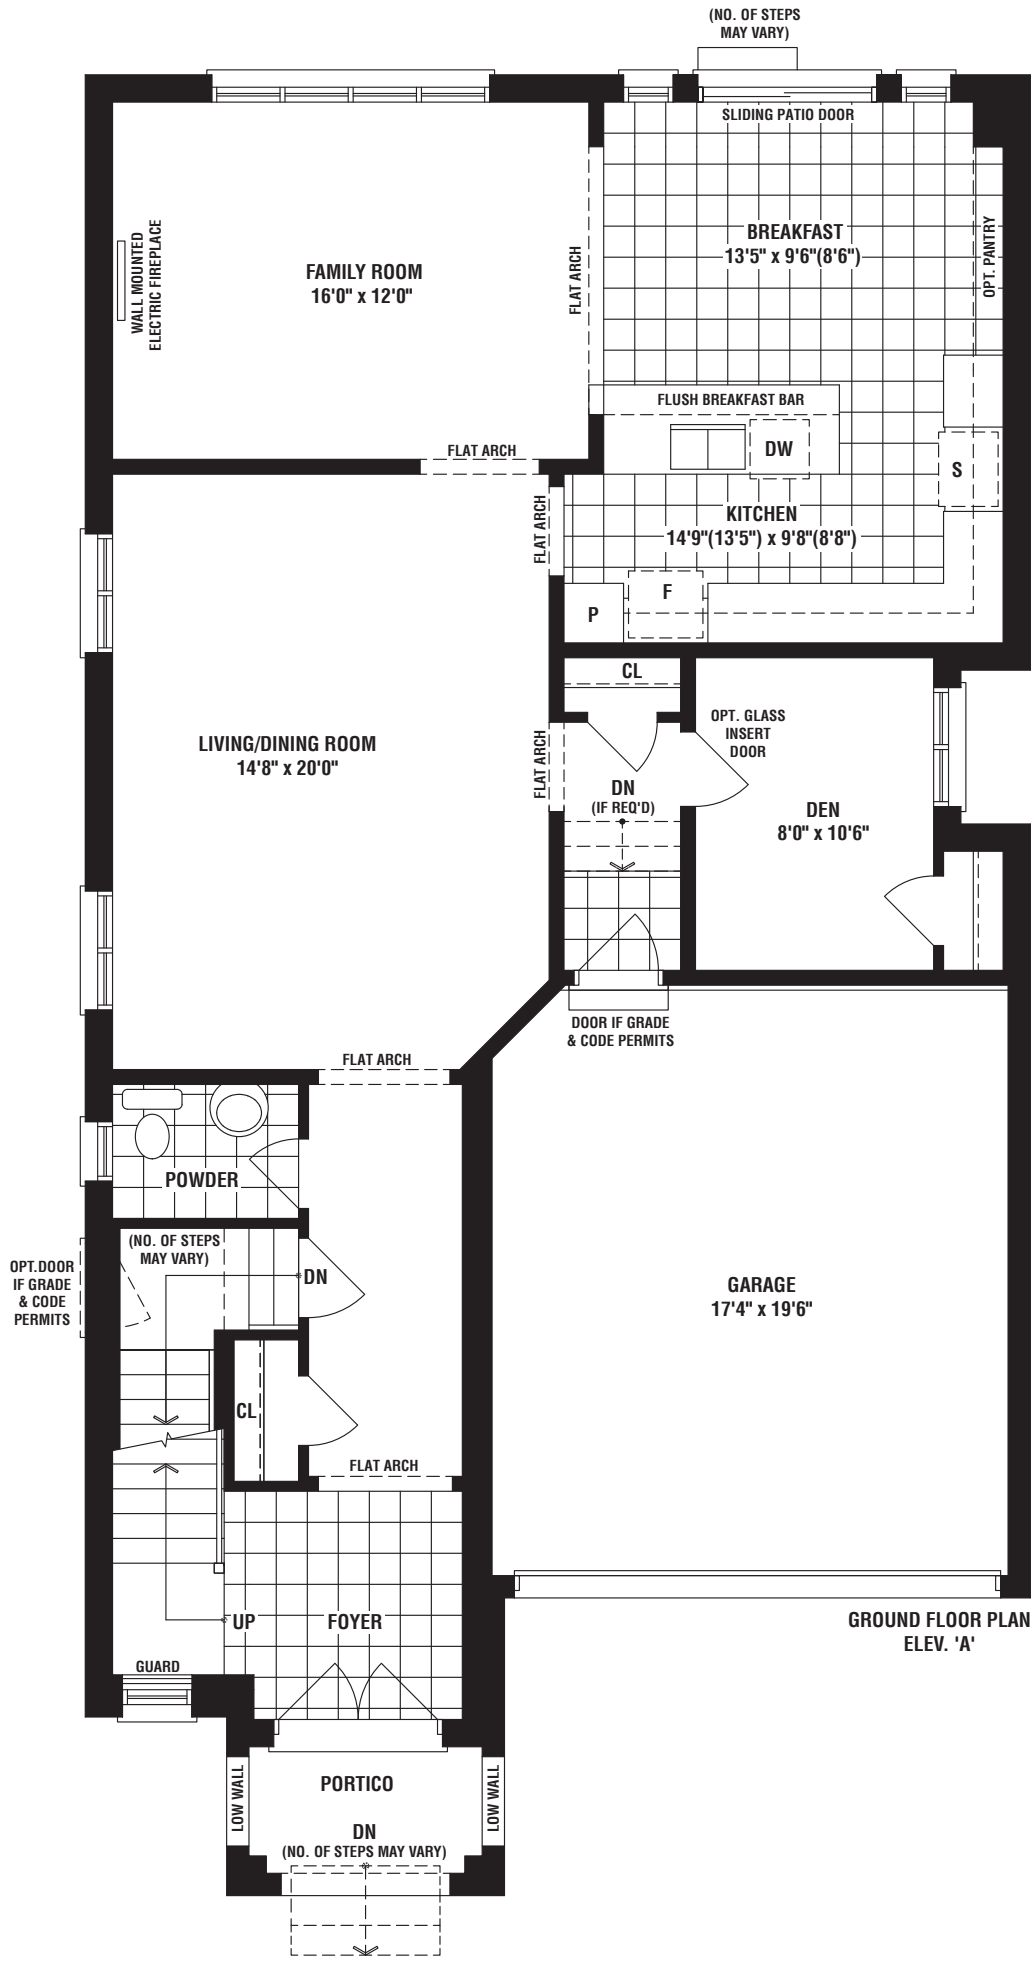 (NO. OF STEPS
MAY VARY)
SLIDING PATIO DOOR
BREAKFAST
13'5" x 9'6"(8'6")
OPT. PANTRY
FAMILY ROOM
16'0" x 12'0"
WALL MOUNTED
ELECTRIC FIREPLACE
FLAT ARCH
FLUSH BREAKFAST BAR
DW
S
FLAT ARCH
FLAT ARCH
KITCHEN
14'9"(13'5") x 9'8"(8'8")
F
P
CL
OPT. GLASS
INSERT
DOOR
LIVING/DINING ROOM
14'8" x 20'0"
FLAT ARCH
DN
(IF REQ'D)
DEN
8'0" x 10'6"
DOOR IF GRADE
& CODE PERMITS
FLAT ARCH
POWDER
(NO. OF STEPS
MAY VARY)
OPT.DOOR
IF GRADE
& CODE
PERMITS
DN
GARAGE
17'4" x 19'6"
CL
FLAT ARCH
UP
FOYER
GROUND FLOOR PLAN
ELEV. 'A'
GUARD
LOW WALL
PORTICO
LOW WALL
DN
(NO. OF STEPS MAY VARY)